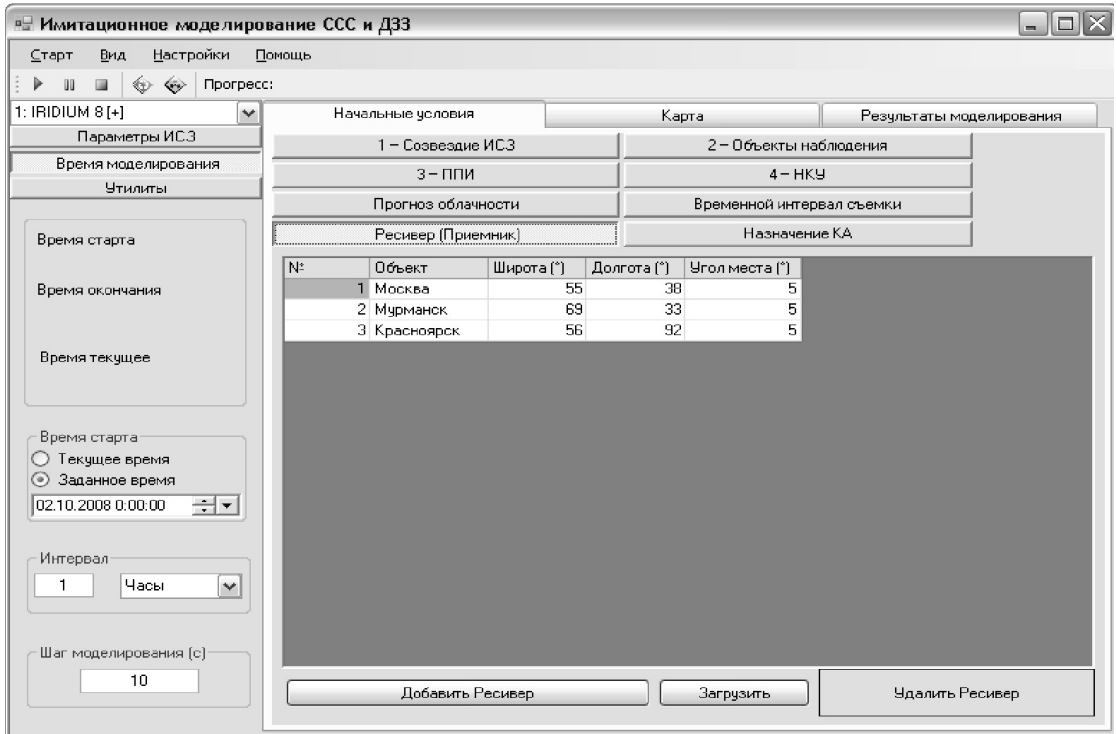 Имитационное моделирование ССС и ДЗЗ
Старт Вид Настройки Помощь
Прогресс:
1: IRIDIUM 8 [+]
Параметры ИСЗ
Время моделирования
Утилиты
Время старта
Время окончания
Время текущее
Время старта
Текущее время
Заданное время
02.10.2008 0:00:00
Интервал
1 Часы
Шаг моделирования (с)
10
Начальные условия Карта Результаты моделирования
1 – Созвездие ИСЗ 2 – Объекты наблюдения
3 – ППИ 4 – НКУ
Прогноз облачности Временной интервал съемки
Ресивер (Приемник) Назначение КА
№ Объект Широта (°) Долгота (°) Угол места (°)
1 Москва 55 38 5
2 Мурманск 69 33 5
3 Красноярск 56 92 5
Добавить Ресивер Загрузить Удалить Ресивер